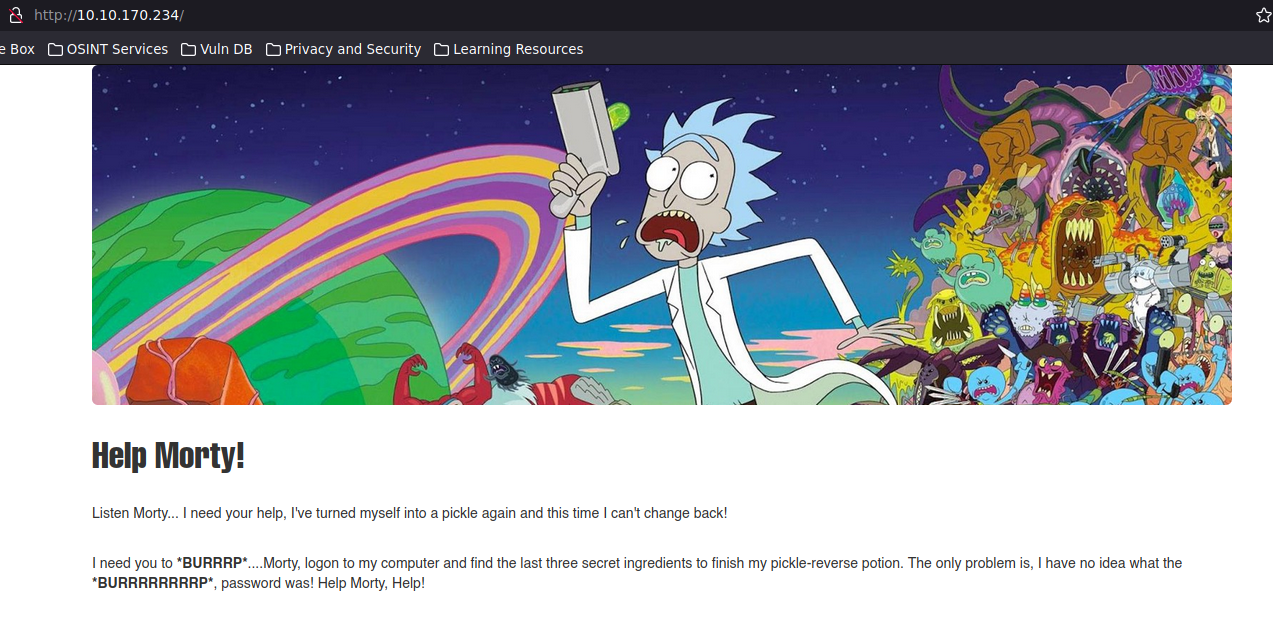 http://10.10.170.234/
e Box OSINT Services Vuln DB Privacy and Security Learning Resources
Help Morty!
Listen Morty... I need your help, I've turned myself into a pickle again and this time I can't change back!
I need you to *BURRRP*....Morty, logon to my computer and find the last three secret ingredients to finish my pickle-reverse potion. The only problem is, I have no idea what the
*BURRRRRRRRP*, password was! Help Morty, Help!